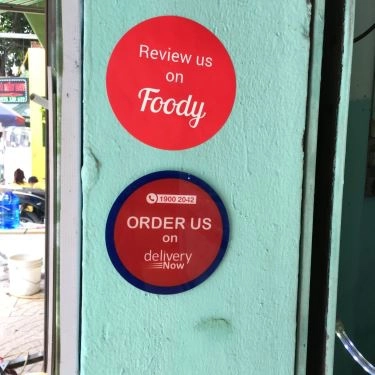 Review us
on
Foody
1900 2042
ORDER US
on
delivery
Now